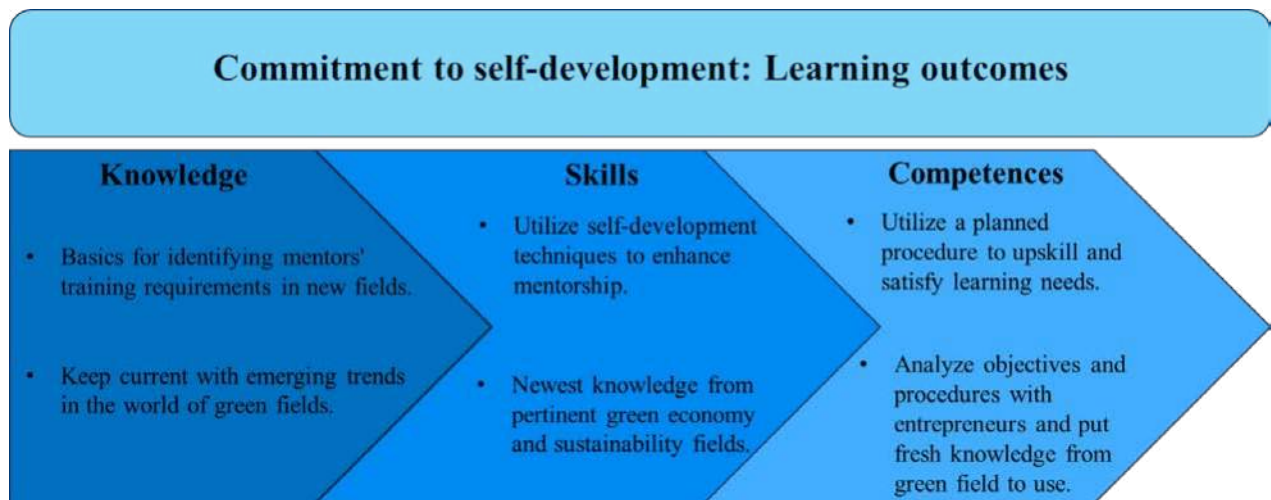 Commitment to self-development: Learning outcomes
Knowledge
• Basics for identifying mentors'
training requirements in new fields.
• Keep current with emerging trends
in the world of green fields.
Skills
• Utilize self-development
techniques to enhance
mentorship.
• Newest knowledge from
pertinent green economy
and sustainability fields.
Competences
• Utilize a planned
procedure to upskill and
satisfy learning needs.
• Analyze objectives and
procedures with
entrepreneurs and put
fresh knowledge from
green field to use.